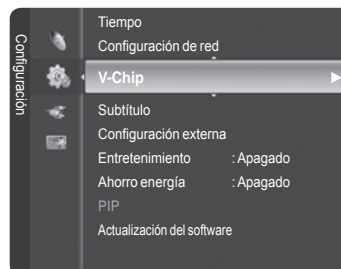 Configuración
Tiempo
Configuración de red
V-Chip
Subtítulo
Configuración externa
Entretenimiento : Apagado
Ahorro energía : Apagado
PIP
Actualización del software